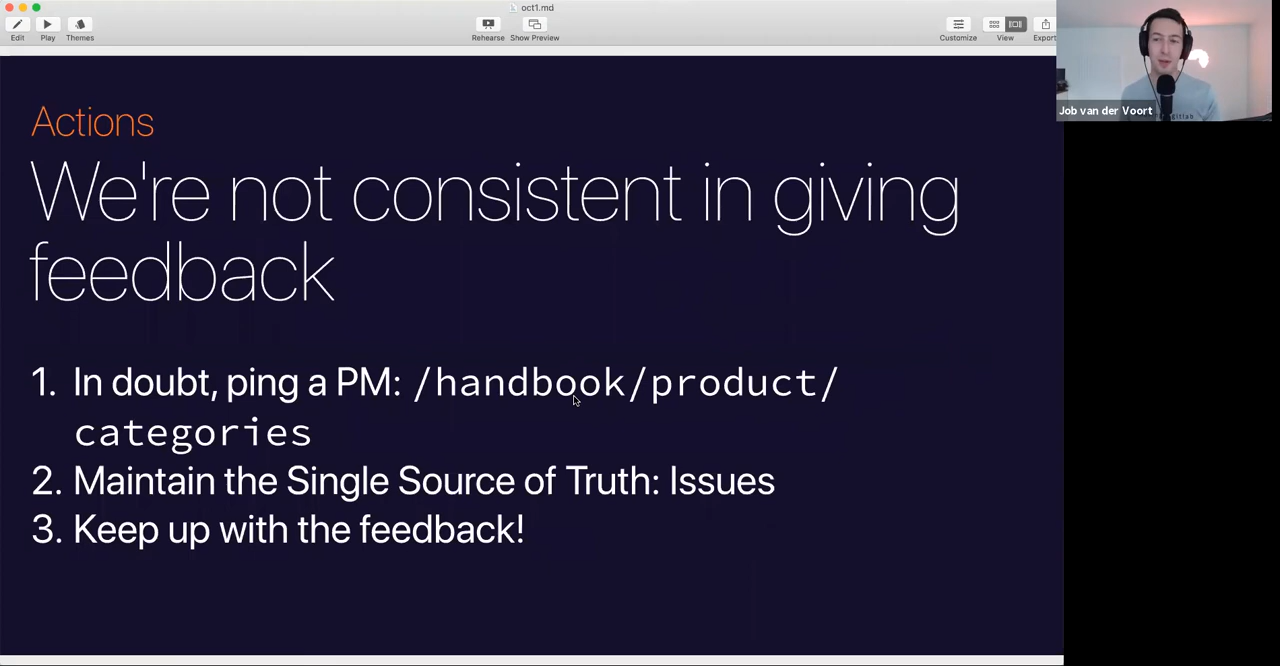 oct1.md
Edit
Play
Themes
Rehearse
Show Preview
Customize
View
Export
Job van der Voort
Actions
We're not consistent in giving
feedback
1. In doubt, ping a PM: /handbook/product/
categories
2. Maintain the Single Source of Truth: Issues
3. Keep up with the feedback!